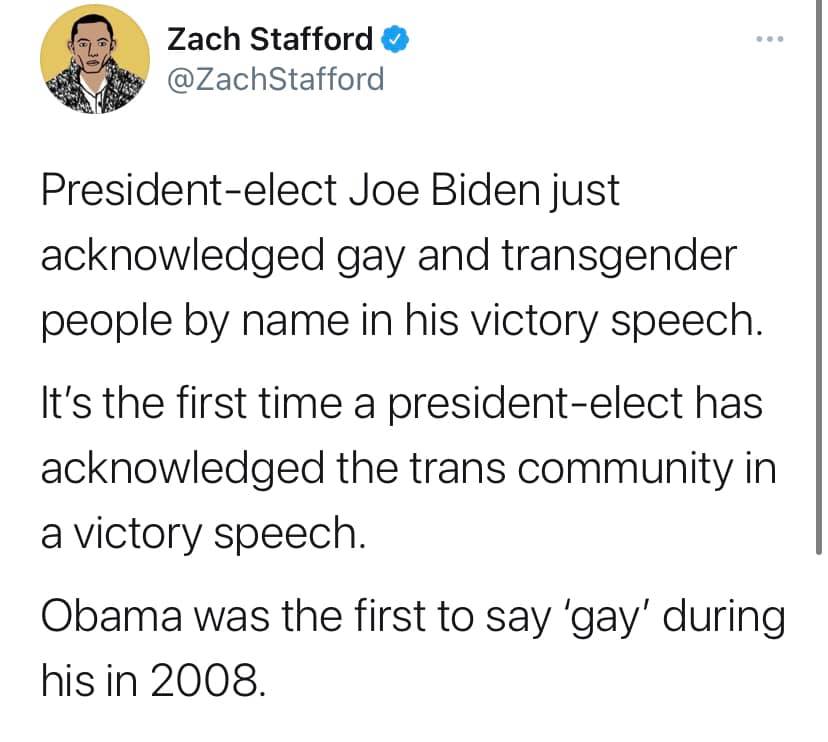 Zach Stafford
@ZachStafford
President-elect Joe Biden just
acknowledged gay and transgender
people by name in his victory speech.
It's the first time a president-elect has
acknowledged the trans community in
a victory speech.
Obama was the first to say ‘gay’ during
his in 2008.